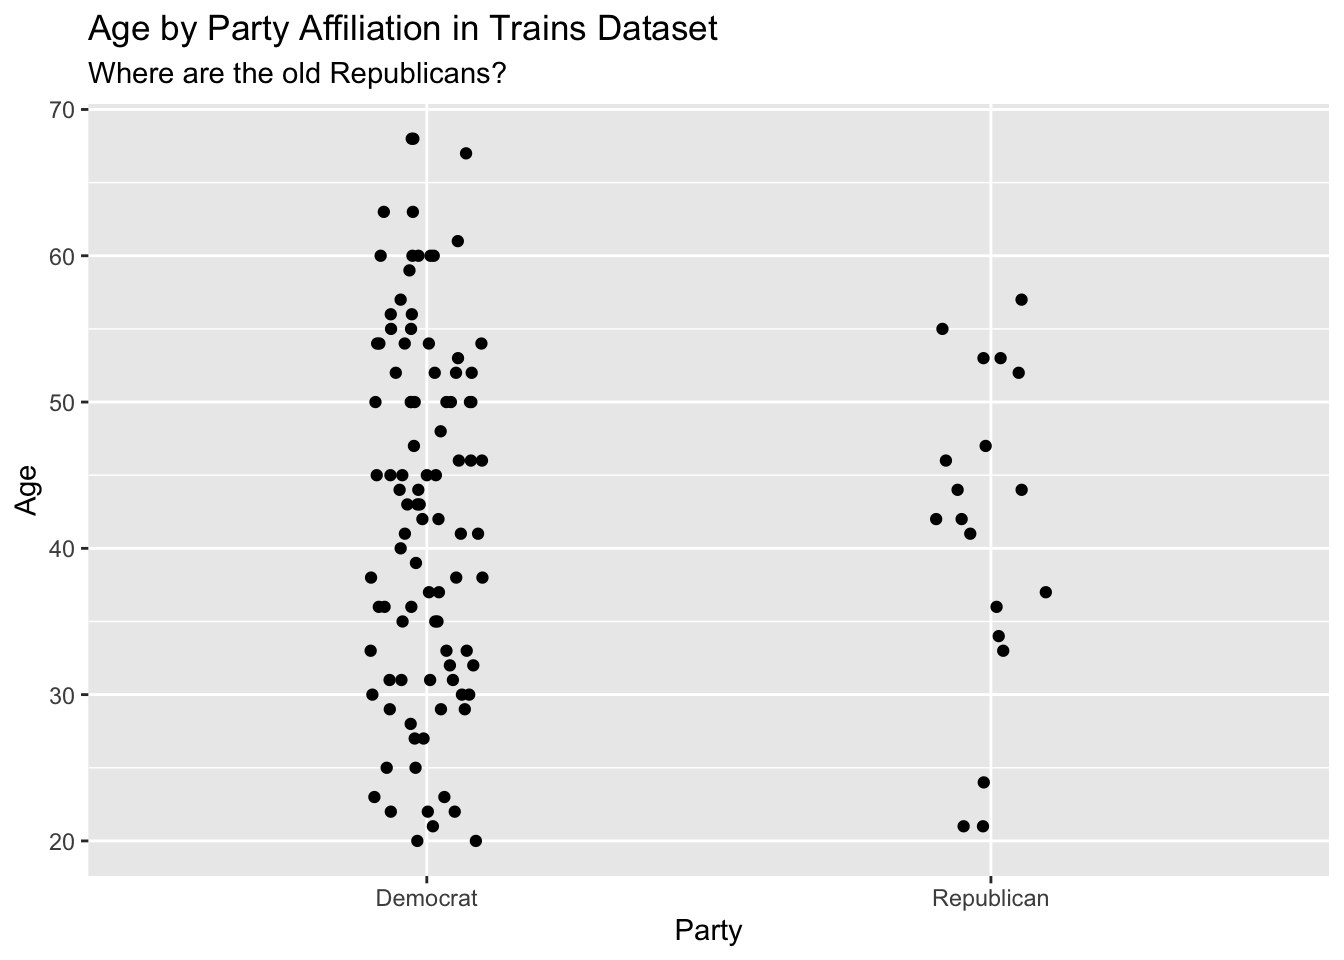 Age by Party Affiliation in Trains Dataset
Where are the old Republicans?
70
60
50
40
30
20
Age
Democrat
Republican
Party